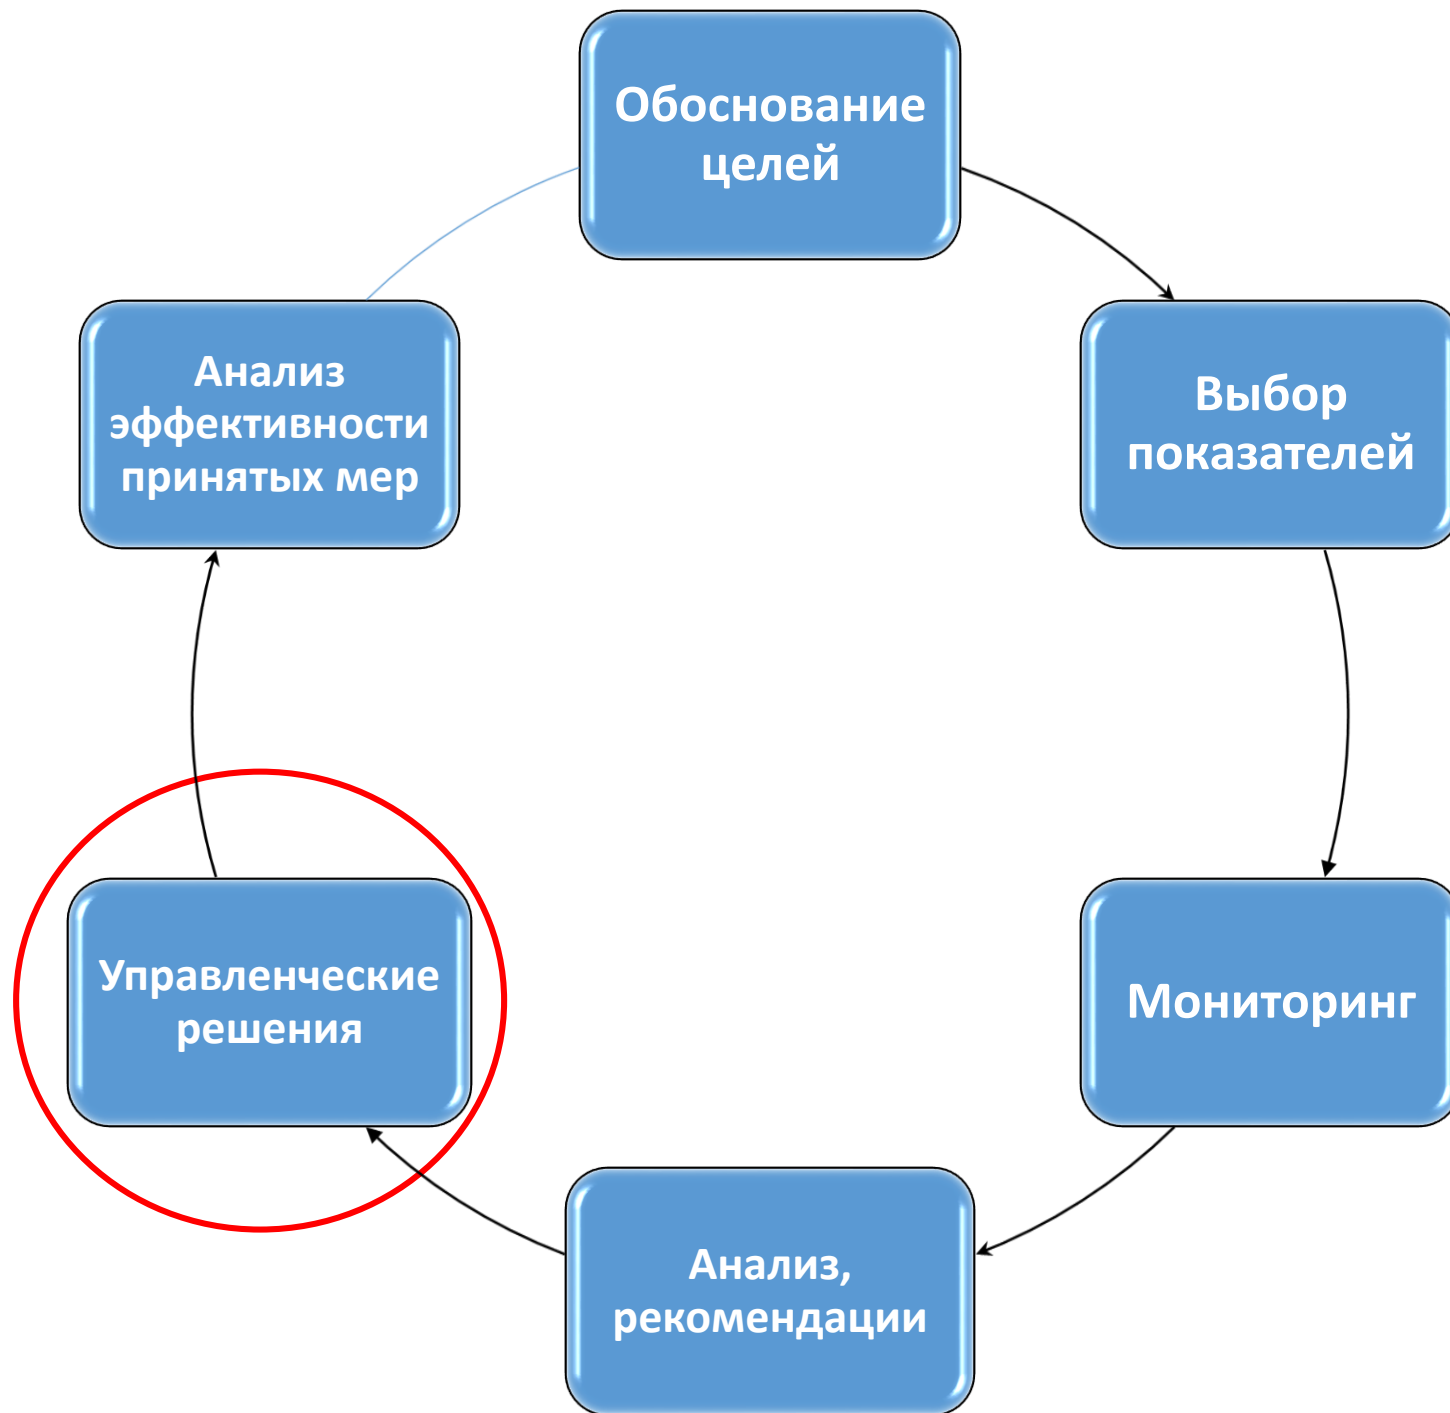 Обоснование
целей
Выбор
показателей
Мониторинг
Анализ,
рекомендации
Управленческие
решения
Анализ
эффективности
принятых мер